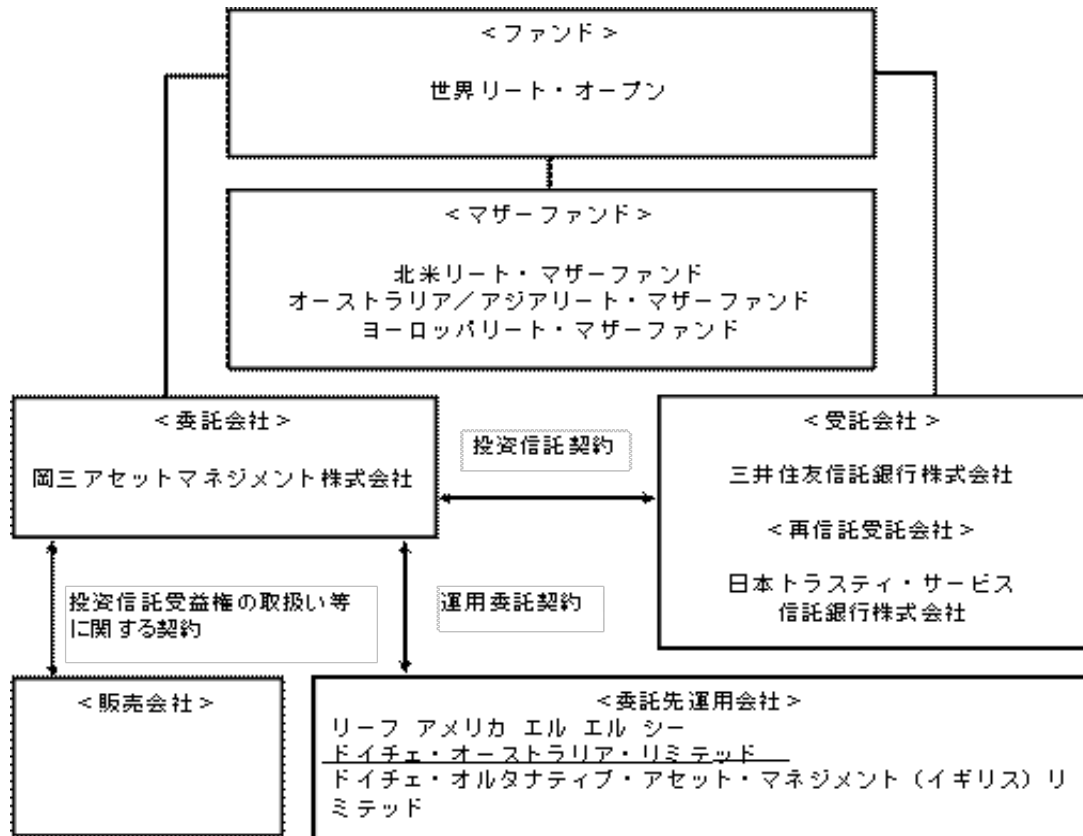 <ファンド>
世界リート・オープン
<マザーファンド>
北米リート・マザーファンド
オーストラリア／アジアリート・マザーファンド
ヨーロッパリート・マザーファンド
<委託会社>
岡三アセットマネジメント株式会社
投資信託契約
<受託会社>
三井住友信託銀行株式会社
<再信託受託会社>
日本トラスティ・サービス
信託銀行株式会社
投資信託受益権の取扱い等
に関する契約
運用委託契約
<販売会社>
<委託先運用会社>
リーフ アメリカ エル エル シー
ドイチェ・オーストラリア・リミテッド
ドイチェ・オルタナティブ・アセット・マネジメント（イギリス）リ
ミテッド